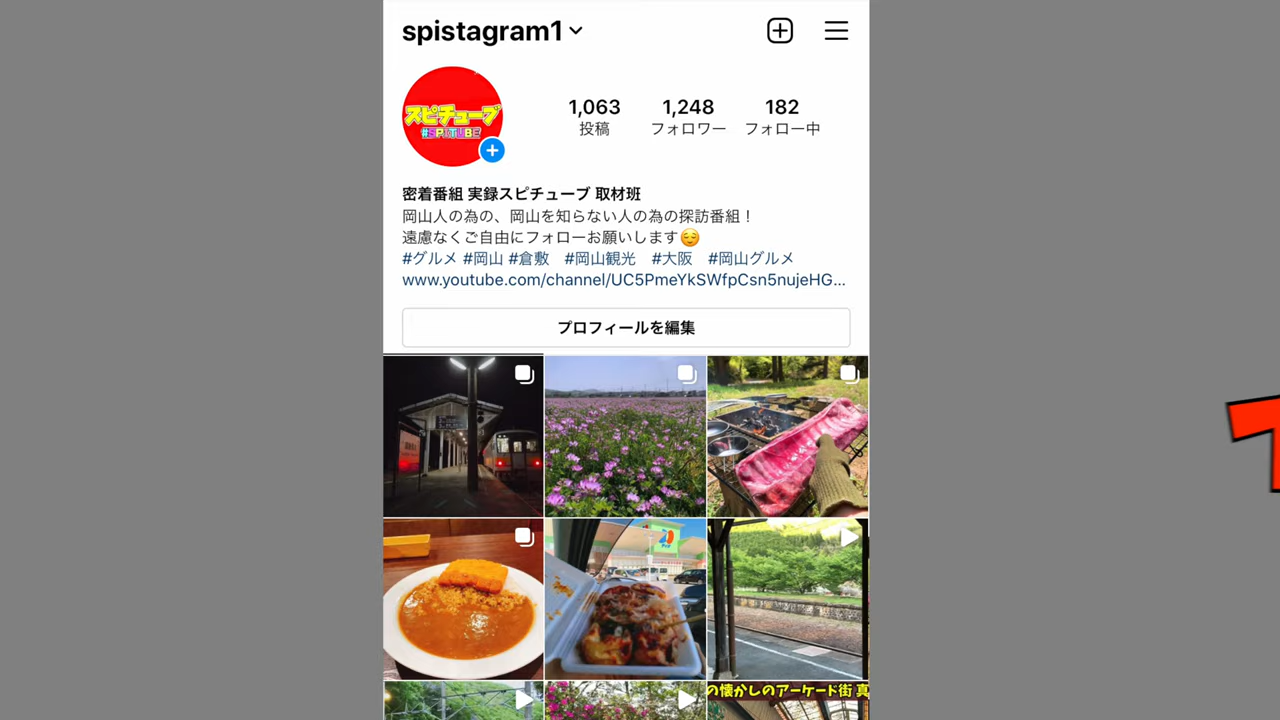 spistagram1
スピチューブ
#SPITUBE
1,063
投稿
1,248
フォロワー
182
フォロー中
密着番組 実録スピチューブ 取材班
岡山人の為の、岡山を知らない人の為の探訪番組！
遠慮なくご自由にフォローお願いします😌
#グルメ #岡山 #倉敷　#岡山観光　#大阪　#岡山グルメ
www.youtube.com/channel/UC5PmeYkSWfpCsn5nujeHG...
プロフィールを編集
の懐かしのアーケード街 真